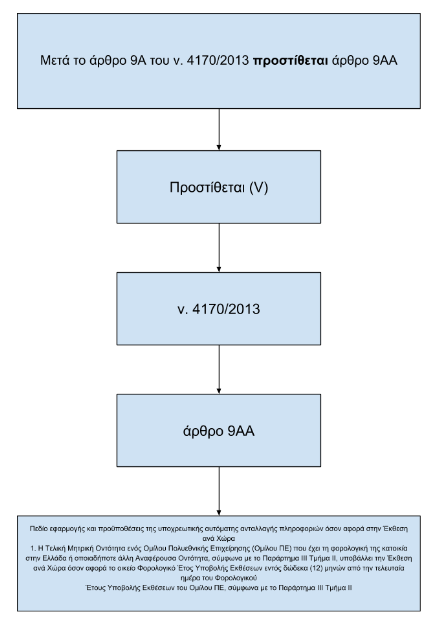 Μετά το άρθρο 9Α του ν. 4170/2013 προστίθεται άρθρο 9ΑΑ
Προστίθεται (V)
ν. 4170/2013
άρθρο 9ΑΑ
Πεδίο εφαρμογής και προϋποθέσεις της υποχρεωτικής αυτόματης ανταλλαγής πληροφοριών όσον αφορά στην Έκθεση
ανά Χώρα
1. Η Τελική Μητρική Οντότητα ενός Ομίλου Πολυεθνικής Επιχείρησης (Ομίλου ΠΕ) που έχει τη φορολογική της κατοικία
στην Ελλάδα ή οποιαδήποτε άλλη Αναφέρουσα Οντότητα, σύμφωνα με το Παράρτημα ΙΙΙ Τμήμα ΙΙ, υποβάλλει την Έκθεση
ανά Χώρα όσον αφορά το οικείο Φορολογικό Έτος Υποβολής Εκθέσεων εντός δώδεκα (12) μηνών από την τελευταία
ημέρα του Φορολογικού
Έτους Υποβολής Εκθέσεων του Ομίλου ΠΕ, σύμφωνα με το Παράρτημα ΙΙΙ Τμήμα ΙΙ